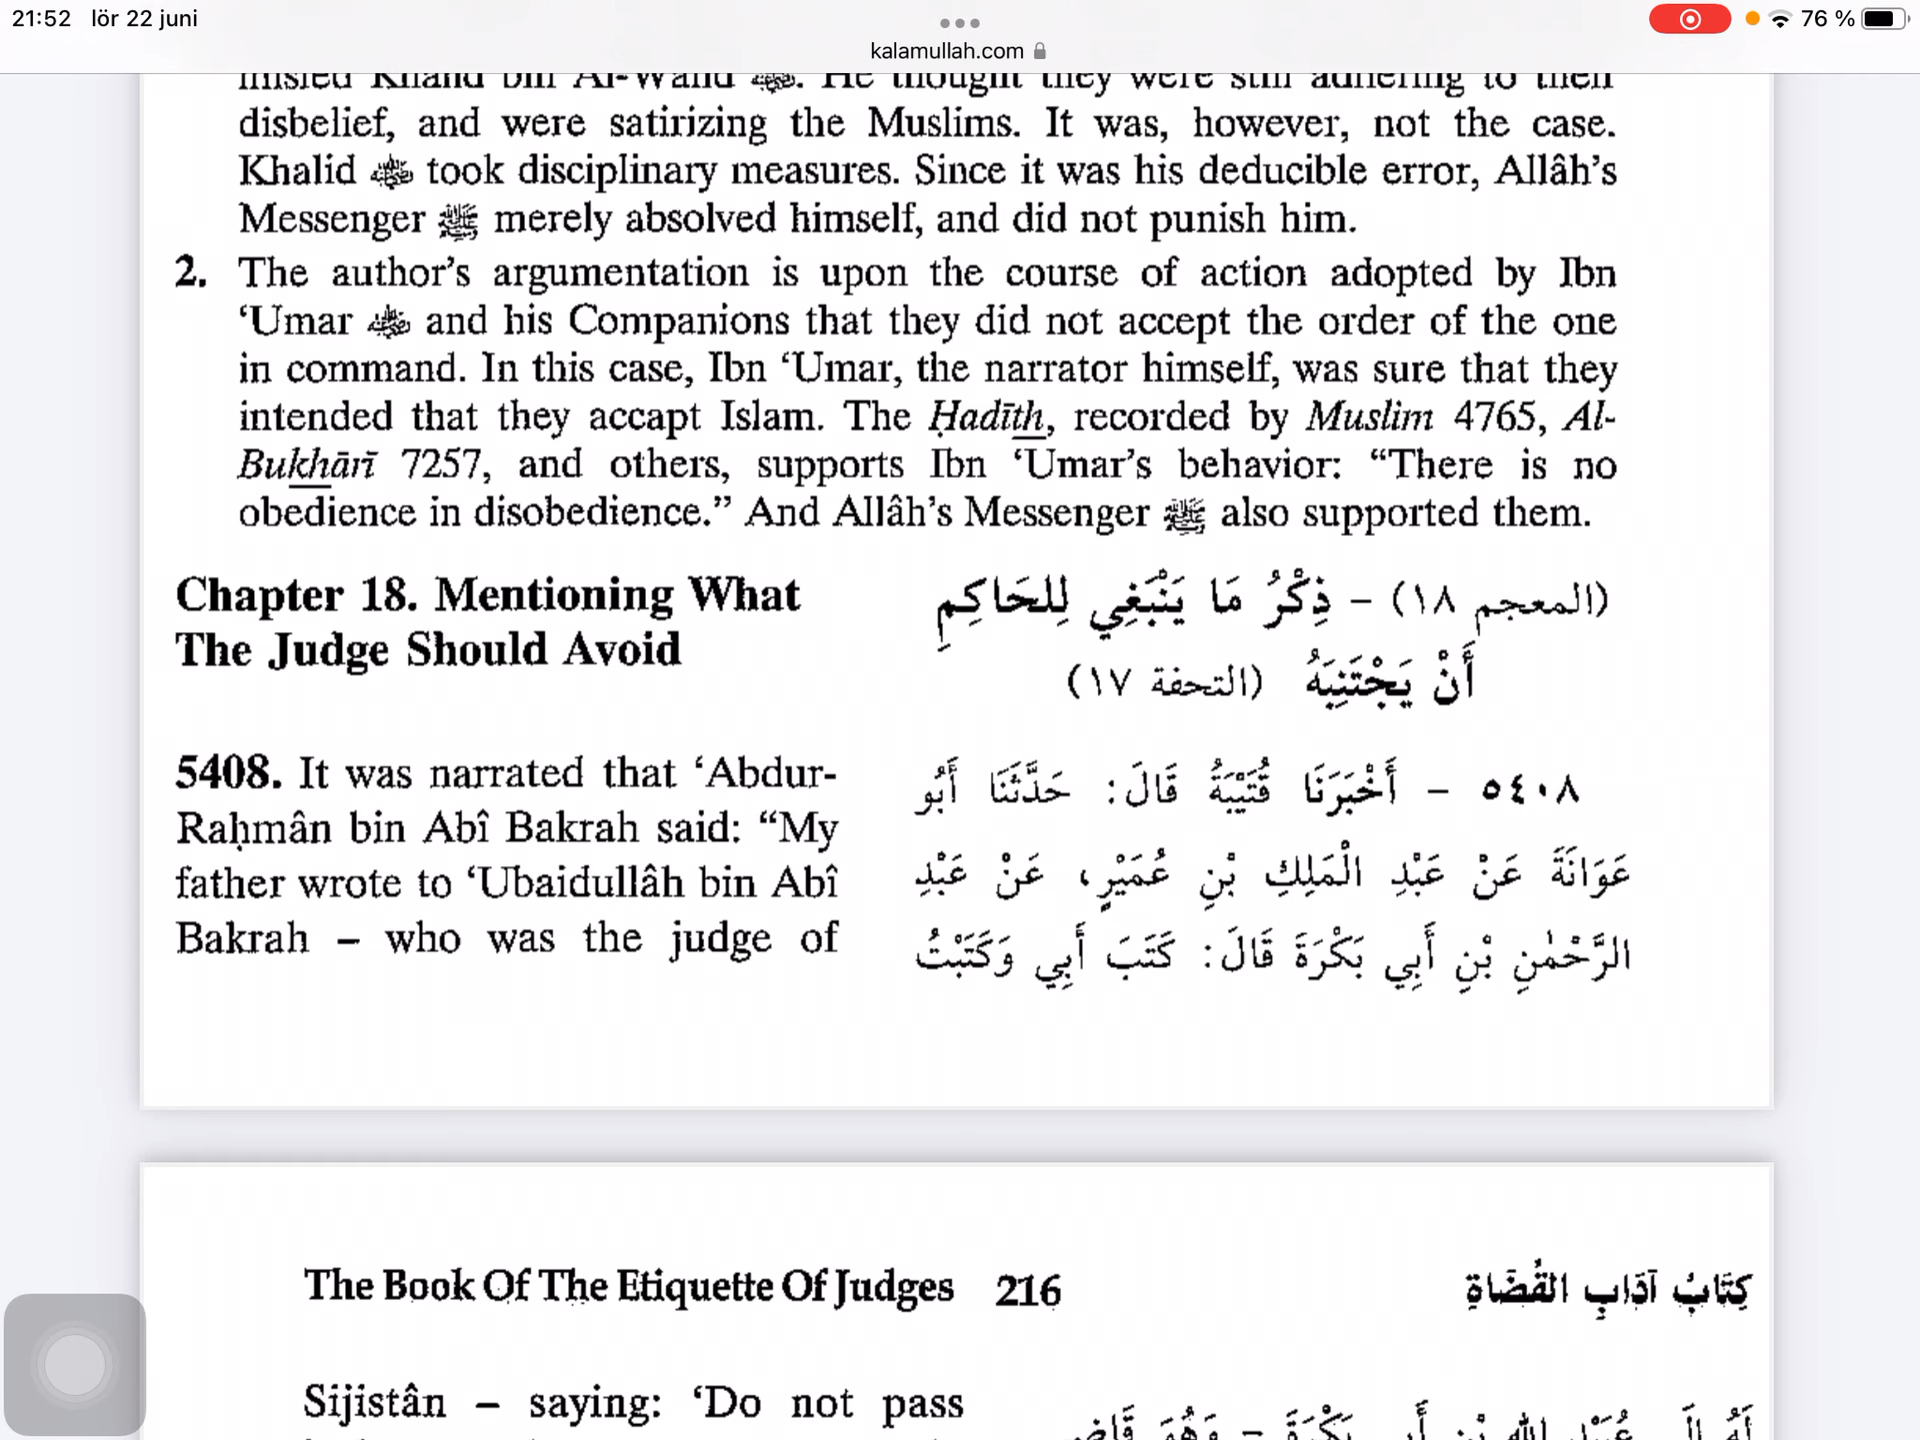 21:52 lör 22 juni
76 %
kalamullah.com
disbelief, and were satirizing the Muslims. It was, however, not the case.
Khalid رضي الله عنه took disciplinary measures. Since it was his deducible error, Allâh’s
Messenger ﷺ merely absolved himself, and did not punish him.
2. The author’s argumentation is upon the course of action adopted by Ibn
‘Umar رضي الله عنه and his Companions that they did not accept the order of the one
in command. In this case, Ibn ‘Umar, the narrator himself, was sure that they
intended that they accapt Islam. The Ḥadīth, recorded by Muslim 4765, Al-
Bukhārī 7257, and others, supports Ibn ‘Umar’s behavior: “There is no
obedience in disobedience.” And Allâh’s Messenger ﷺ also supported them.
Chapter 18. Mentioning What
The Judge Should Avoid
(المعجم ١٨) - ذِكْرُ مَا يَنْبَغِي لِلحَاكِمِ
أَنْ يَجْتَنِبَهُ (التحفة ١٧)
5408. It was narrated that ‘Abdur-
Raḥmân bin Abî Bakrah said: “My
father wrote to ‘Ubaidullâh bin Abî
Bakrah – who was the judge of
٥٤٠٨ - أَخْبَرَنَا قُتَيْبَةُ قَالَ: حَدَّثَنَا أَبُو
عَوَانَةَ عَنْ عَبْدِ الْمَلِكِ بْنِ عُمَيْرٍ، عَنْ عَبْدِ
الرَّحْمٰنِ بْنِ أَبِي بَكْرَةَ قَالَ: كَتَبَ أَبِي وَكَتَبْتُ
The Book Of The Etiquette Of Judges 216 كِتَابُ آدَابِ القُضَاةِ
Sijistân – saying: ‘Do not pass